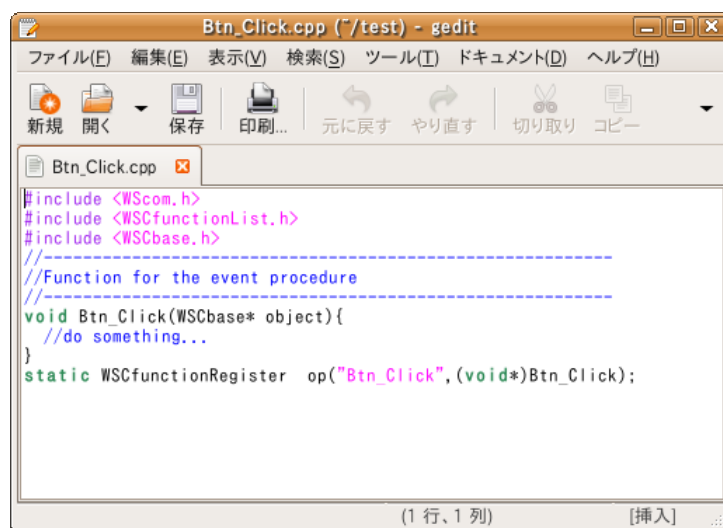 Btn_Click.cpp (~/test) - gedit
ファイル(F) 編集(E) 表示(V) 検索(S) ツール(T) ドキュメント(D) ヘルプ(H)
新規 開く 保存 印刷... 元に戻す やり直す 切り取り コピー
Btn_Click.cpp
#include <WScom.h>
#include <WSCfunctionList.h>
#include <WSCbase.h>
//----------------------------------------------------------
//Function for the event procedure
//----------------------------------------------------------
void Btn_Click(WSCbase* object){
  //do something...
}
static WSCfunctionRegister  op("Btn_Click",(void*)Btn_Click);
(1 行、1 列) [挿入]